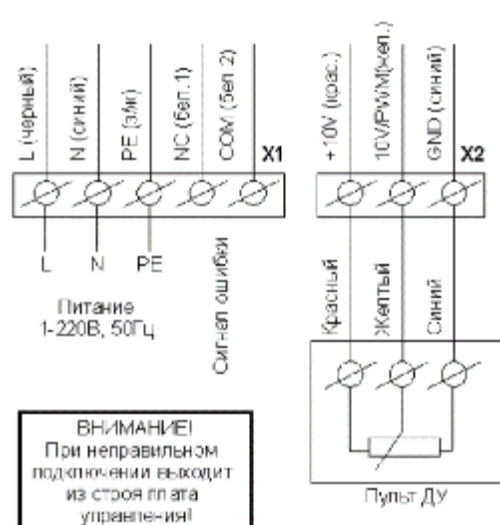 L (черный)
N (синий)
PE (з/ж)
NC (бел. 1)
COM (бел. 2)
X1
+10V (крас.)
10V/PWM(жел.)
GND (синий)
X2
L
N
PE
Питание
1-220В, 50Гц
Сигнал ошибки
Красный
Желтый
Синий
ВНИМАНИЕ!
При неправильном
подключении выходит
из строя плата
управления!
Пульт ДУ